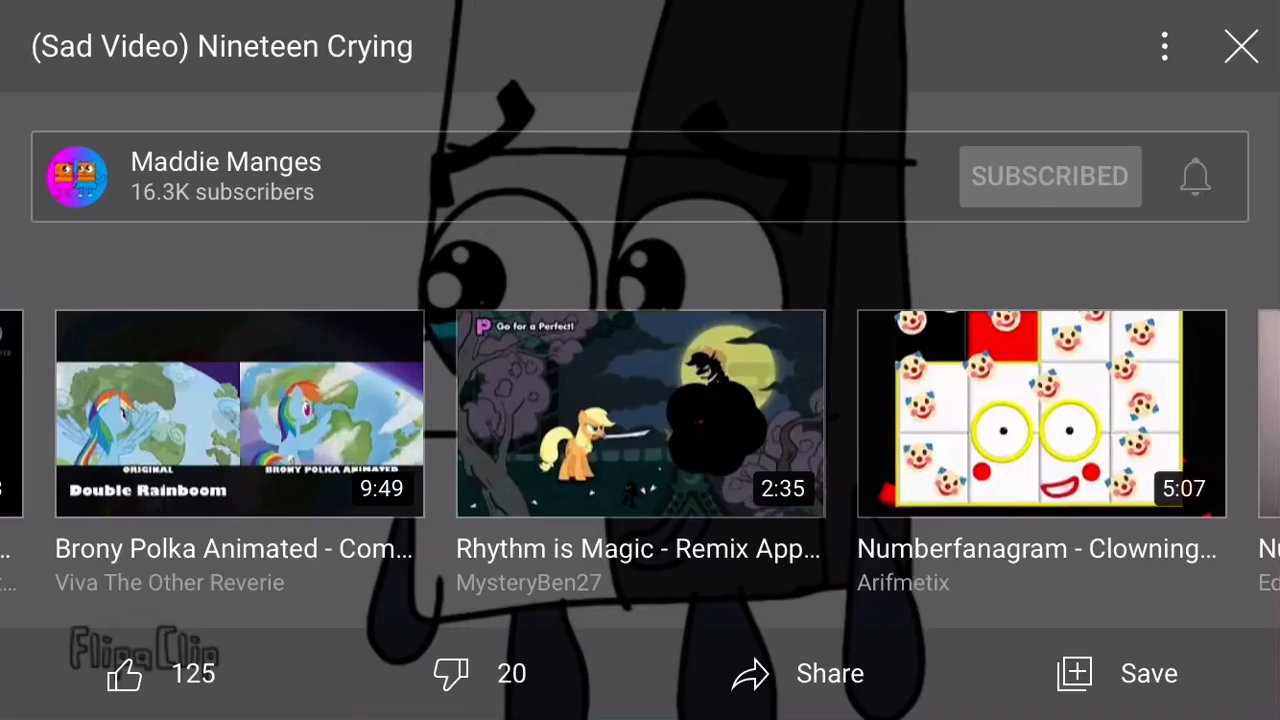 (Sad Video) Nineteen Crying
Maddie Manges
16.3K subscribers
SUBSCRIBED
Go for a Perfect!
ORIGINAL
BRONY POLKA ANIMATED
Double Rainboom
9:49
2:35
5:07
Brony Polka Animated - Com...
Rhythm is Magic - Remix App...
Numberfanagram - Clowning...
Viva The Other Reverie
MysteryBen27
Arifmetix
FlipaClip
125
20
Share
Save